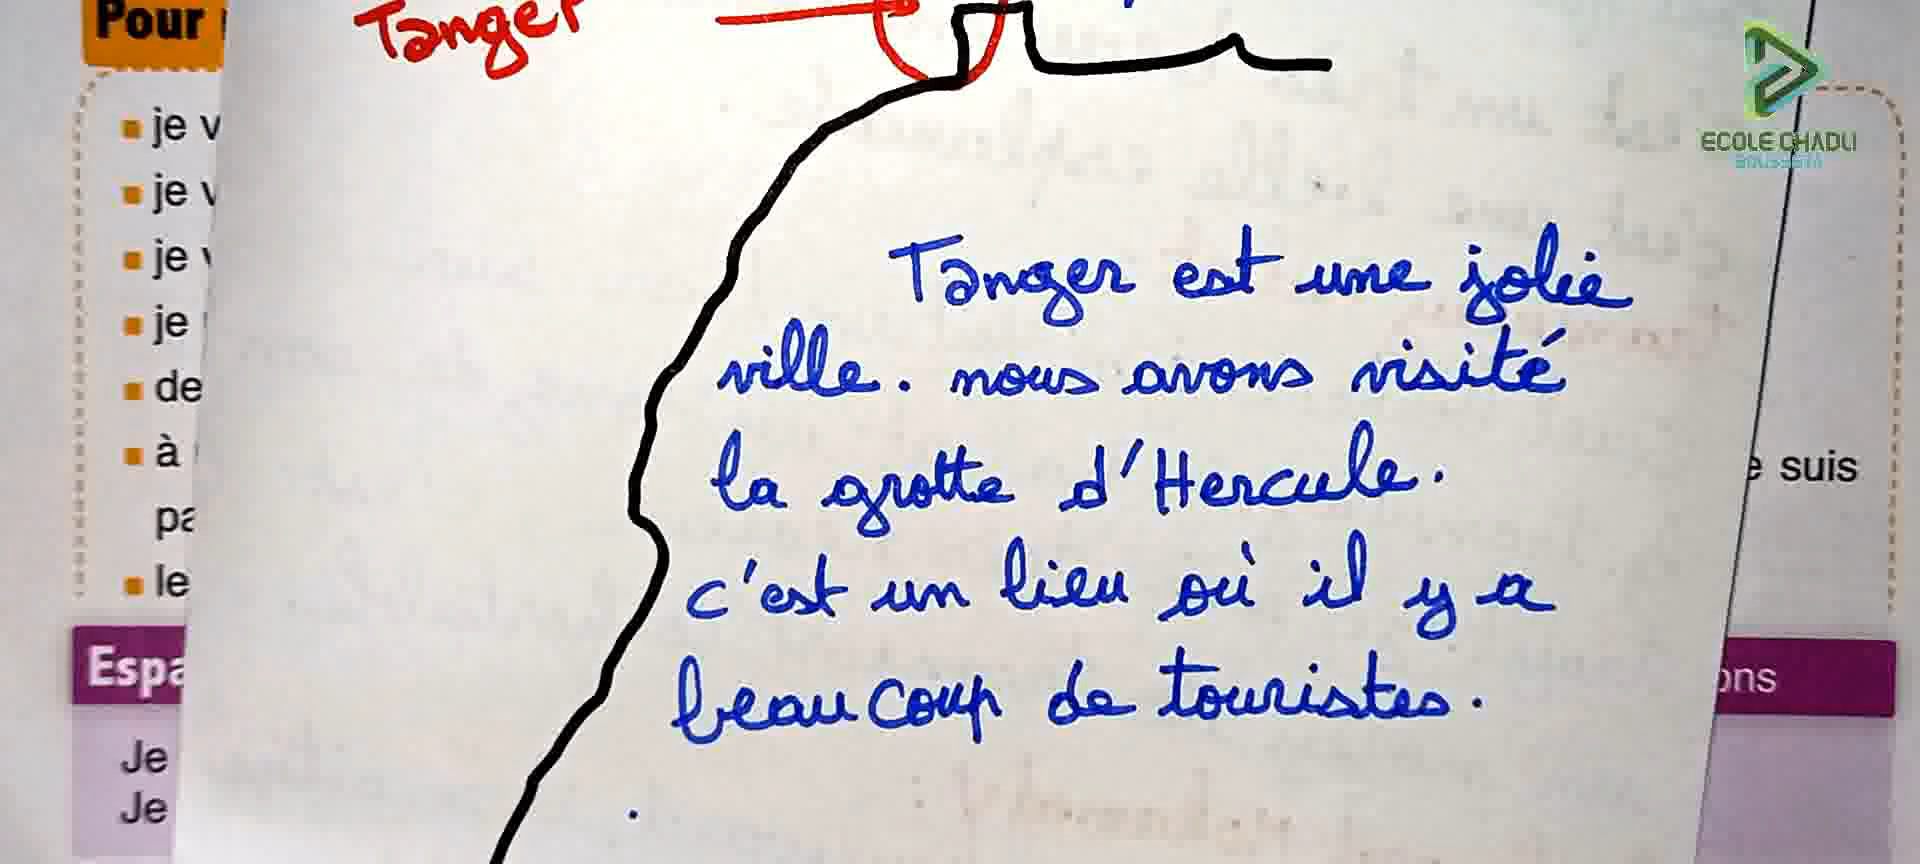 Pour
Tanger
je
je
je
je
de
à
pa
le
Espa
Je
Je
ECOLE CHADLI
BOUSSETA
Tanger est une jolie
ville. nous avons visité
la grotte d'Hercule.
c'est un lieu où il y a
beaucoup de touristes.
e suis
ons